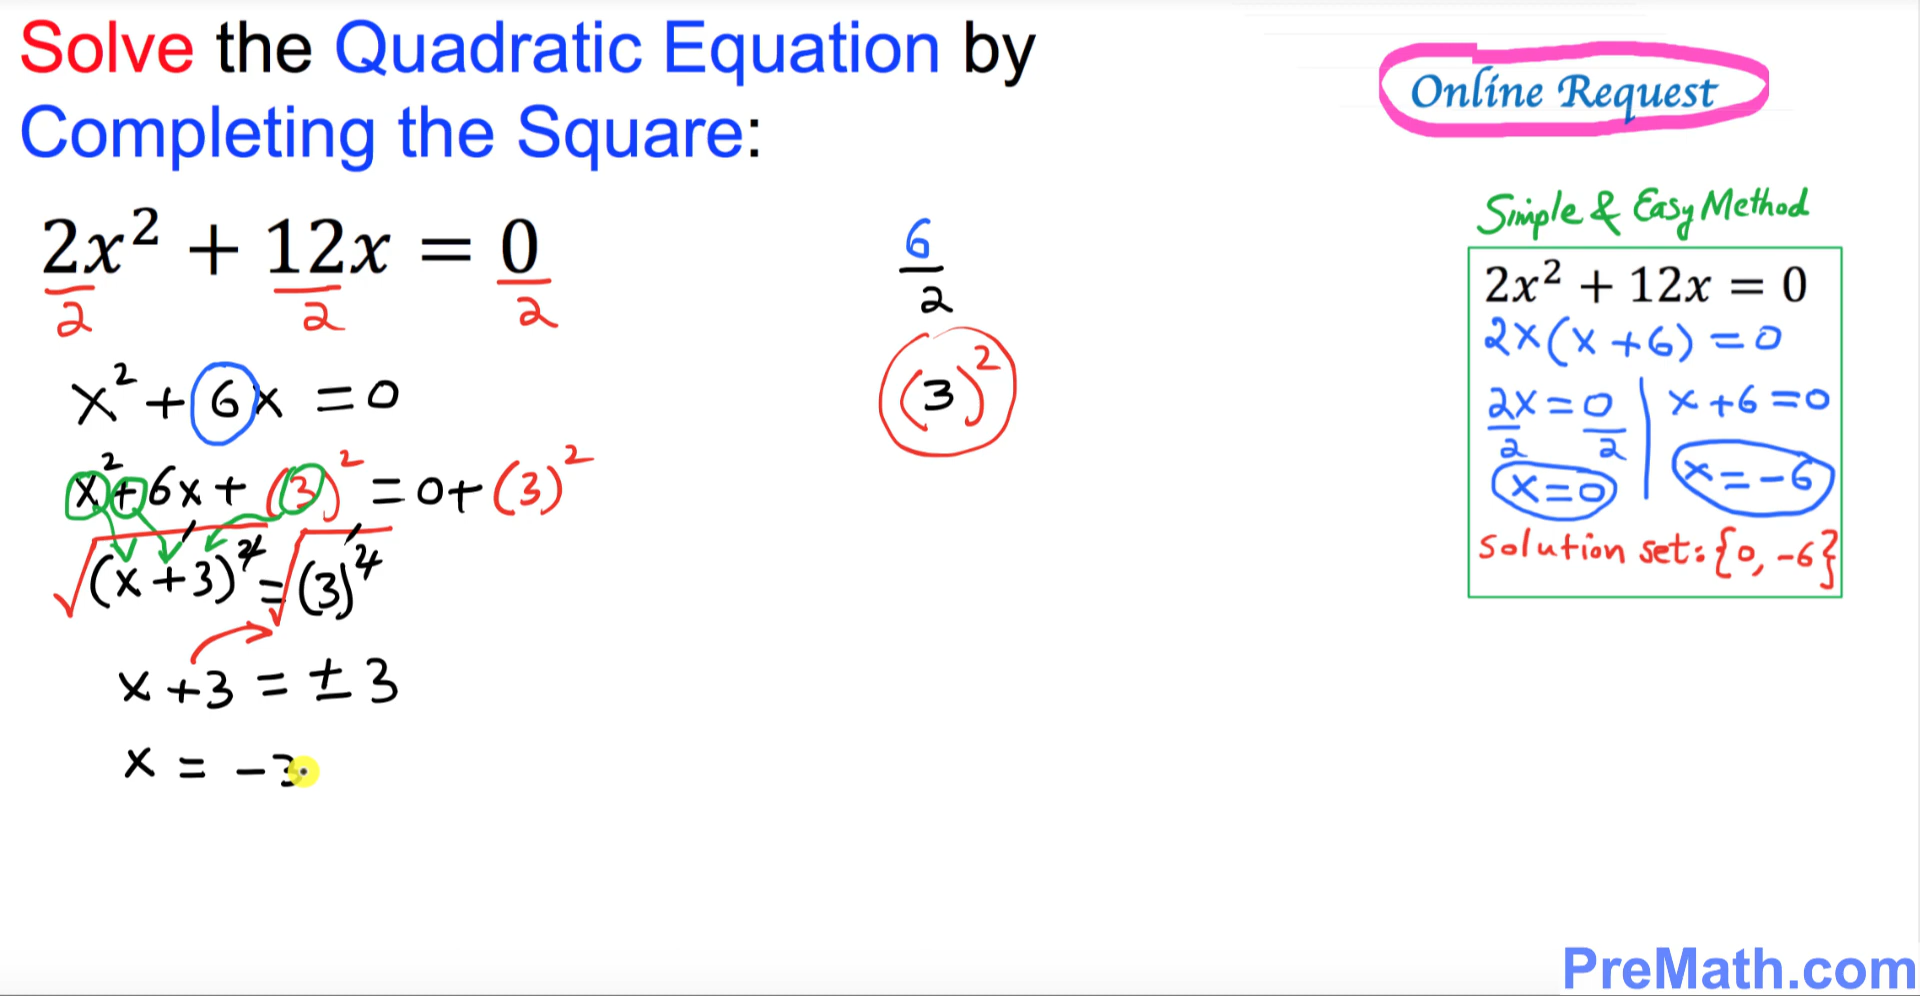 Solve the Quadratic Equation by
Completing the Square:
2x² + 12x = 0
2 2 2
x² + 6x = 0
x² + 6x + (3)² = 0 + (3)²
√(x + 3)² = √(3)²
x + 3 = ± 3
x = -3
6
2
(3)²
Online Request
Simple & Easy Method
2x² + 12x = 0
2x(x + 6) = 0
2x = 0 | x + 6 = 0
2 2
x = 0 x = -6
Solution set: {0, -6}
PreMath.com